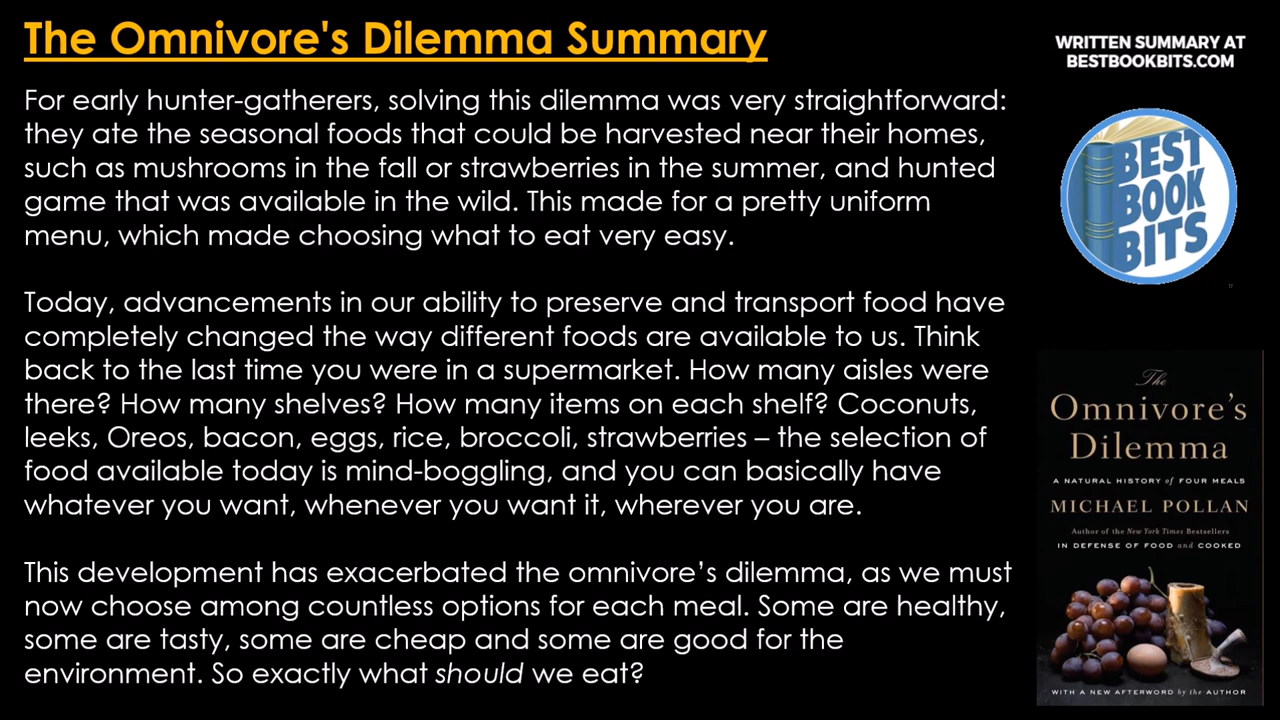 The Omnivore's Dilemma Summary
For early hunter-gatherers, solving this dilemma was very straightforward:
they ate the seasonal foods that could be harvested near their homes,
such as mushrooms in the fall or strawberries in the summer, and hunted
game that was available in the wild. This made for a pretty uniform
menu, which made choosing what to eat very easy.
Today, advancements in our ability to preserve and transport food have
completely changed the way different foods are available to us. Think
back to the last time you were in a supermarket. How many aisles were
there? How many shelves? How many items on each shelf? Coconuts,
leeks, Oreos, bacon, eggs, rice, broccoli, strawberries – the selection of
food available today is mind-boggling, and you can basically have
whatever you want, whenever you want it, wherever you are.
This development has exacerbated the omnivore’s dilemma, as we must
now choose among countless options for each meal. Some are healthy,
some are tasty, some are cheap and some are good for the
environment. So exactly what should we eat?
WRITTEN SUMMARY AT
BESTBOOKBITS.COM
BEST
BOOK
BITS
The
Omnivore’s
Dilemma
A NATURAL HISTORY of FOUR MEALS
MICHAEL POLLAN
Author of the New York Times Bestsellers
IN DEFENSE OF FOOD and COOKED
WITH A NEW AFTERWORD by the AUTHOR